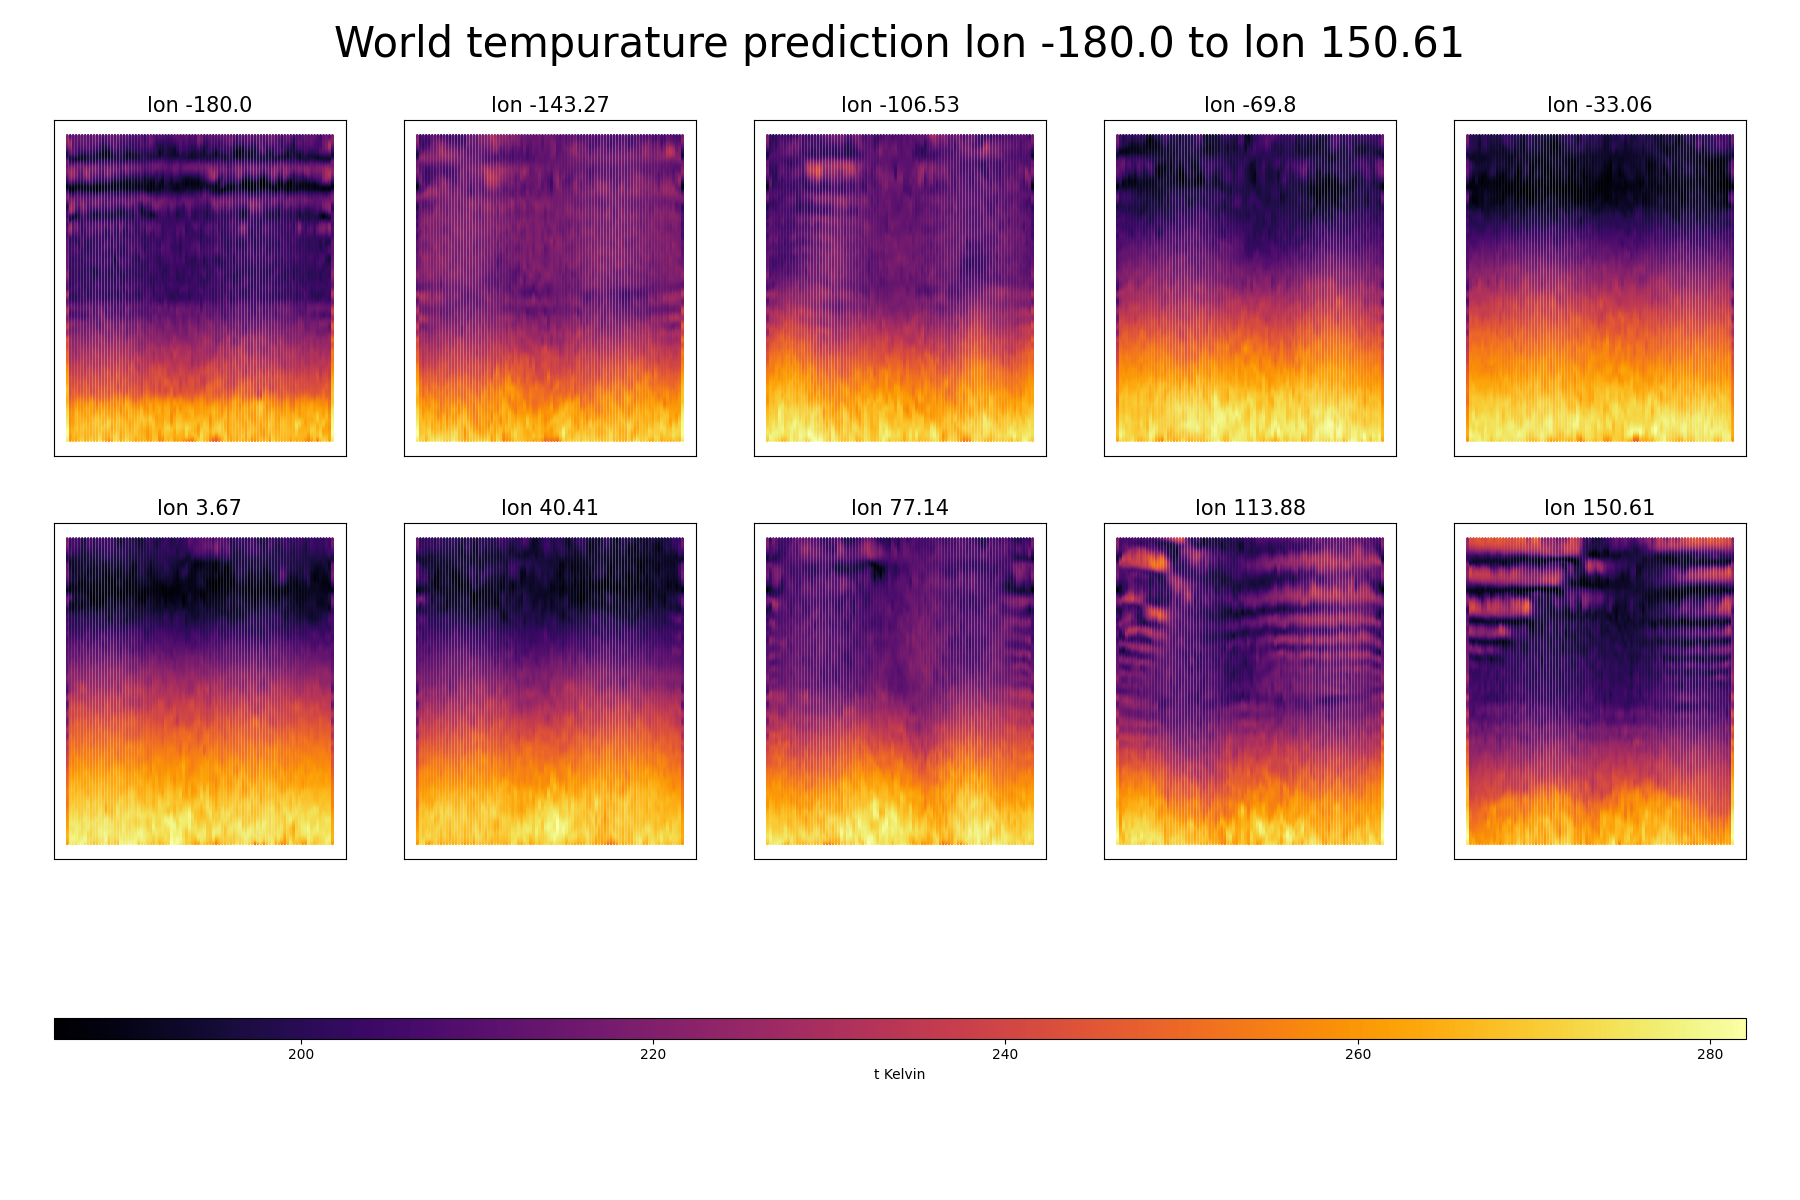 World tempurature prediction lon -180.0 to lon 150.61
lon -180.0
lon -143.27
lon -106.53
lon -69.8
lon -33.06
lon 3.67
lon 40.41
lon 77.14
lon 113.88
lon 150.61
200
220
240
260
280
t Kelvin